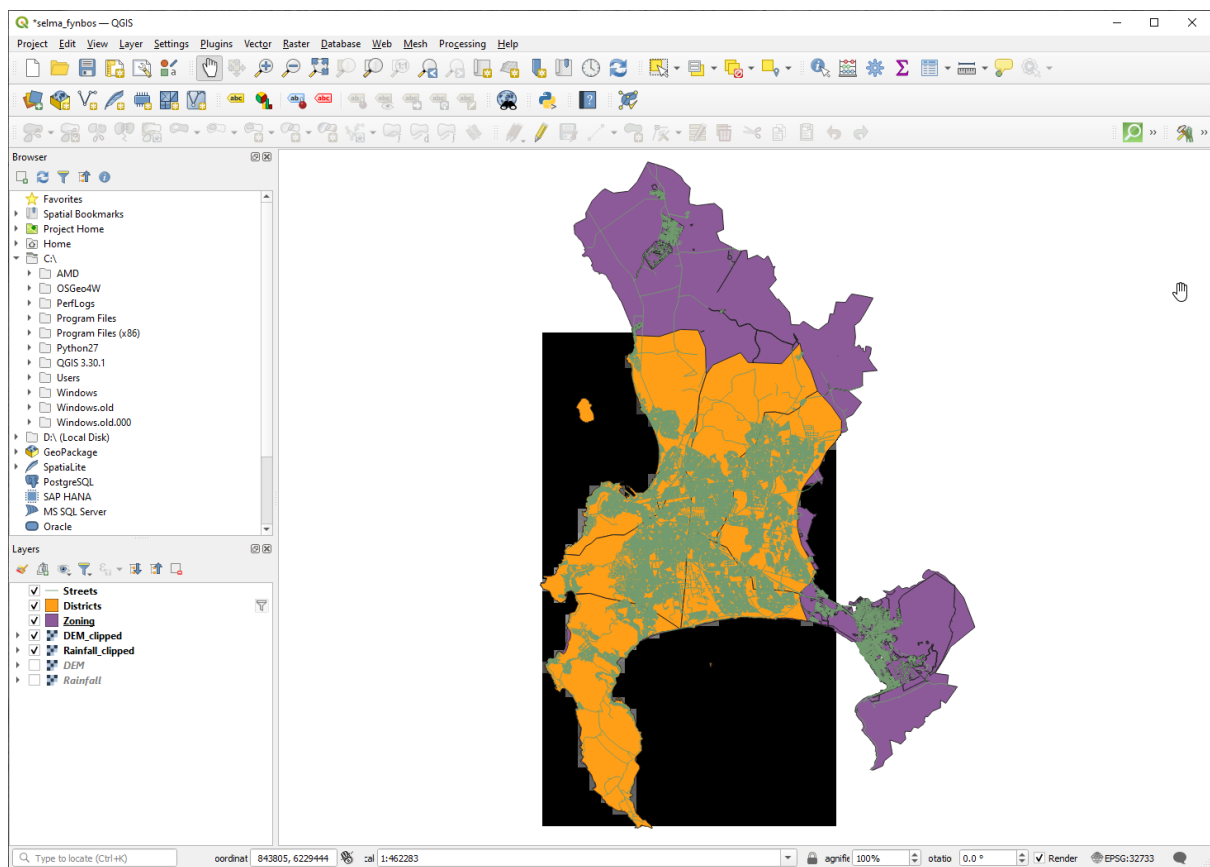 *selma_fynbos — QGIS
Project Edit View Layer Settings Plugins Vector Raster Database Web Mesh Processing Help
abc abc
Browser
Favorites
Spatial Bookmarks
Project Home
Home
C:\
AMD
OSGeo4W
PerfLogs
Program Files
Program Files (x86)
Python27
QGIS 3.30.1
Users
Windows
Windows.old
Windows.old.000
D:\ (Local Disk)
GeoPackage
SpatiaLite
PostgreSQL
SAP HANA
MS SQL Server
Oracle
Layers
Streets
Districts
Zoning
DEM_clipped
Rainfall_clipped
DEM
Rainfall
Type to locate (Ctrl+K) oordinat 843805, 6229444 :al 1:462283 agnifie 100% otatio 0.0 ° Render EPSG:32733